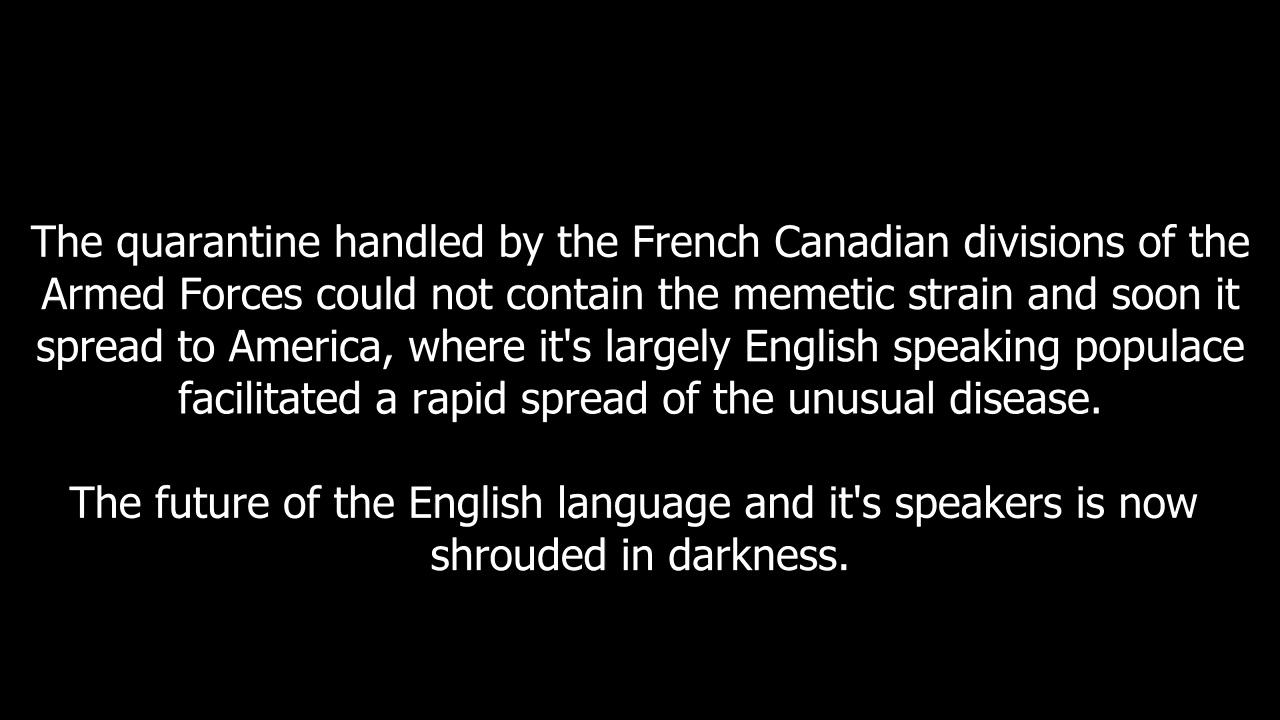 The quarantine handled by the French Canadian divisions of the
Armed Forces could not contain the memetic strain and soon it
spread to America, where it's largely English speaking populace
facilitated a rapid spread of the unusual disease.
The future of the English language and it's speakers is now
shrouded in darkness.